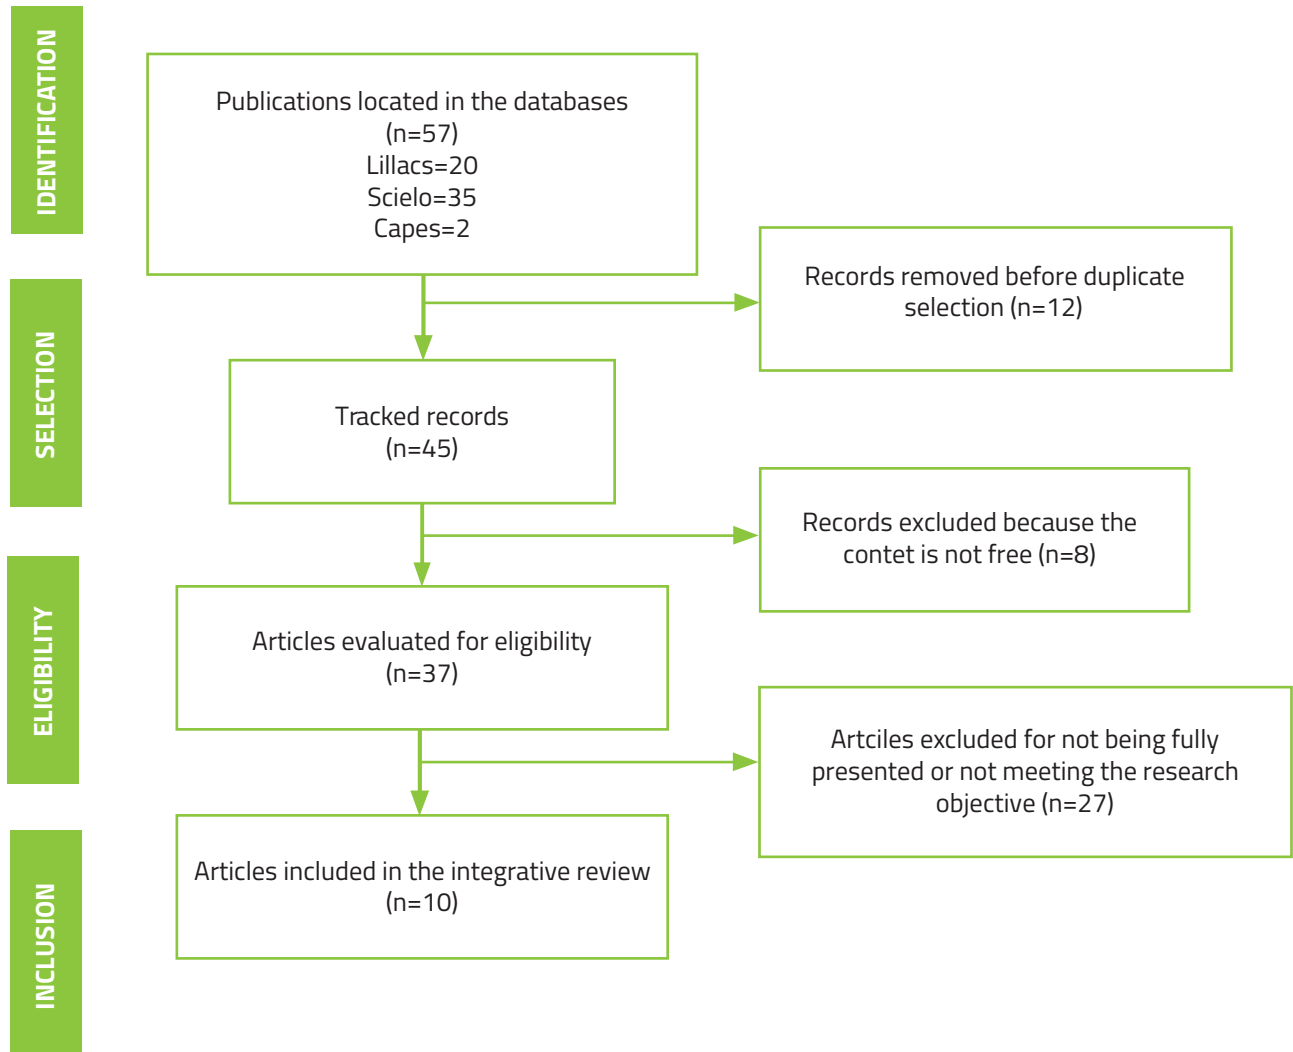 IDENTIFICATION
Publications located in the databases
(n=57)
Lillacs=20
Scielo=35
Capes=2
Records removed before duplicate
selection (n=12)
SELECTION
Tracked records
(n=45)
Records excluded because the
contet is not free (n=8)
ELIGIBILITY
Articles evaluated for eligibility
(n=37)
Artciles excluded for not being fully
presented or not meeting the research
objective (n=27)
INCLUSION
Articles included in the integrative review
(n=10)